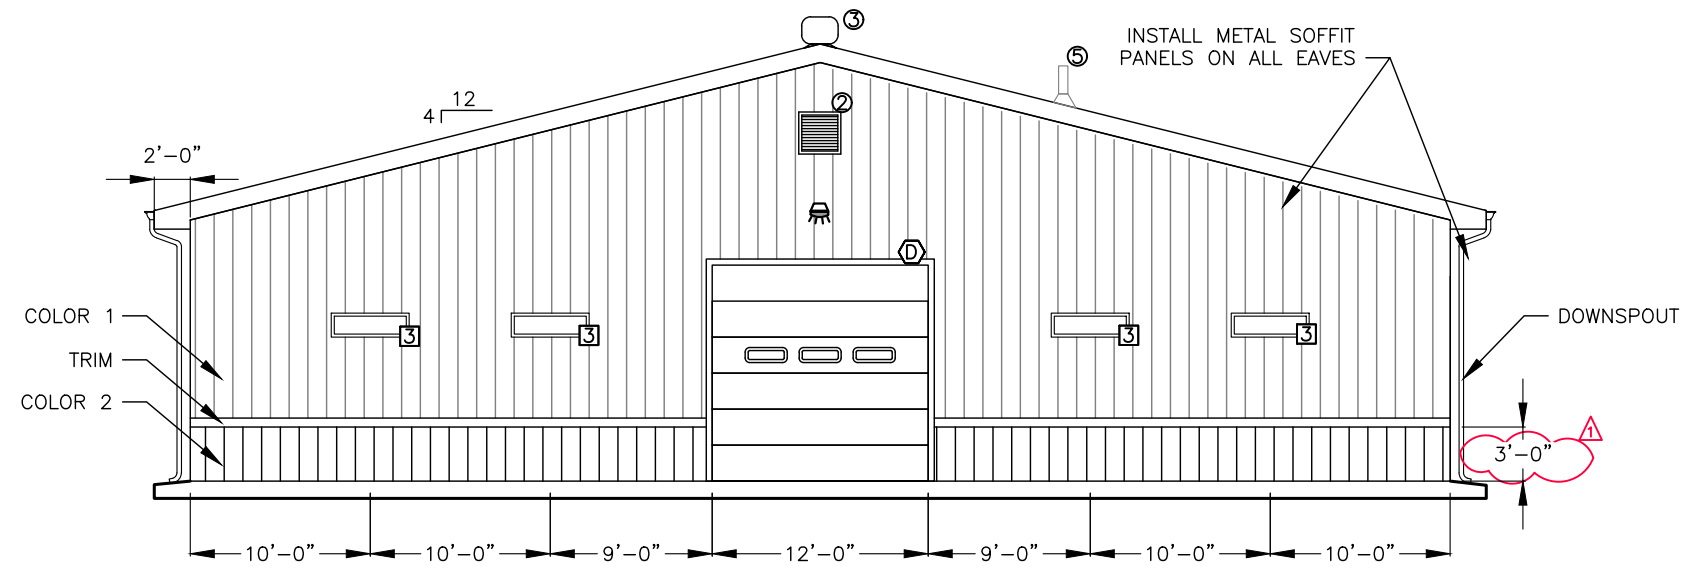 3
INSTALL METAL SOFFIT
PANELS ON ALL EAVES
5
12
4
2
2'-0"
D
COLOR 1
3
3
3
3
DOWNSPOUT
TRIM
COLOR 2
1
3'-0"
10'-0"
10'-0"
9'-0"
12'-0"
9'-0"
10'-0"
10'-0"